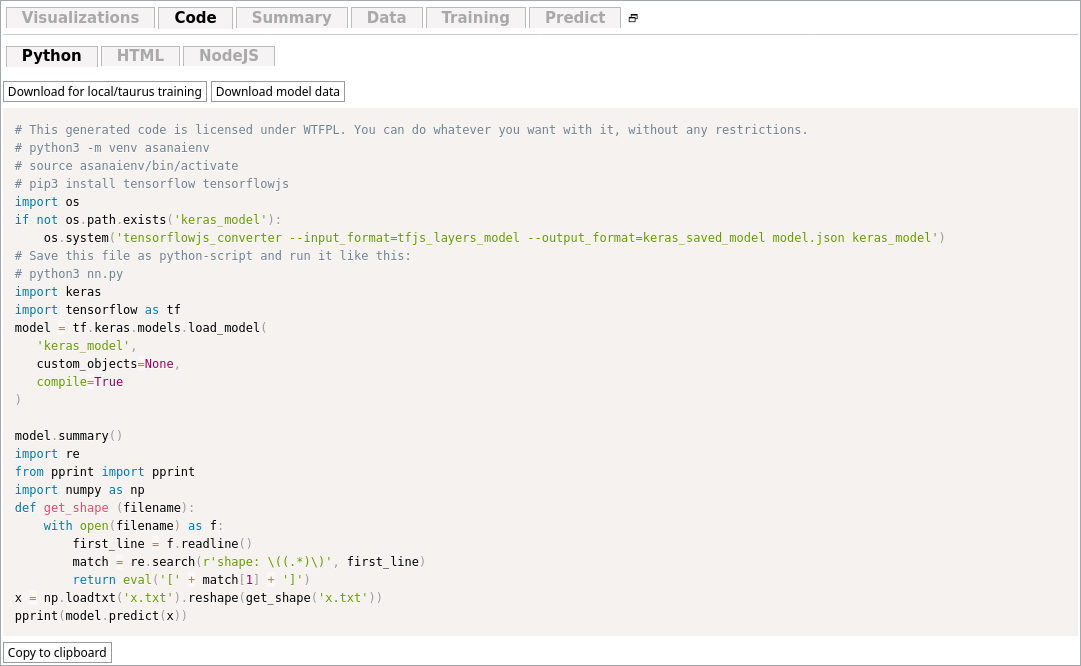 Visualizations Code Summary Data Training Predict
Python HTML NodeJS
Download for local/taurus training Download model data
# This generated code is licensed under WTFPL. You can do whatever you want with it, without any restrictions.
# python3 -m venv asanaienv
# source asanaienv/bin/activate
# pip3 install tensorflow tensorflowjs
import os
if not os.path.exists('keras_model'):
    os.system('tensorflowjs_converter --input_format=tfjs_layers_model --output_format=keras_saved_model model.json keras_model')
# Save this file as python-script and run it like this:
# python3 nn.py
import keras
import tensorflow as tf
model = tf.keras.models.load_model(
   'keras_model',
   custom_objects=None,
   compile=True
)
model.summary()
import re
from pprint import pprint
import numpy as np
def get_shape (filename):
    with open(filename) as f:
        first_line = f.readline()
        match = re.search(r'shape: \((.*)\)', first_line)
        return eval('[' + match[1] + ']')
x = np.loadtxt('x.txt').reshape(get_shape('x.txt'))
pprint(model.predict(x))
Copy to clipboard